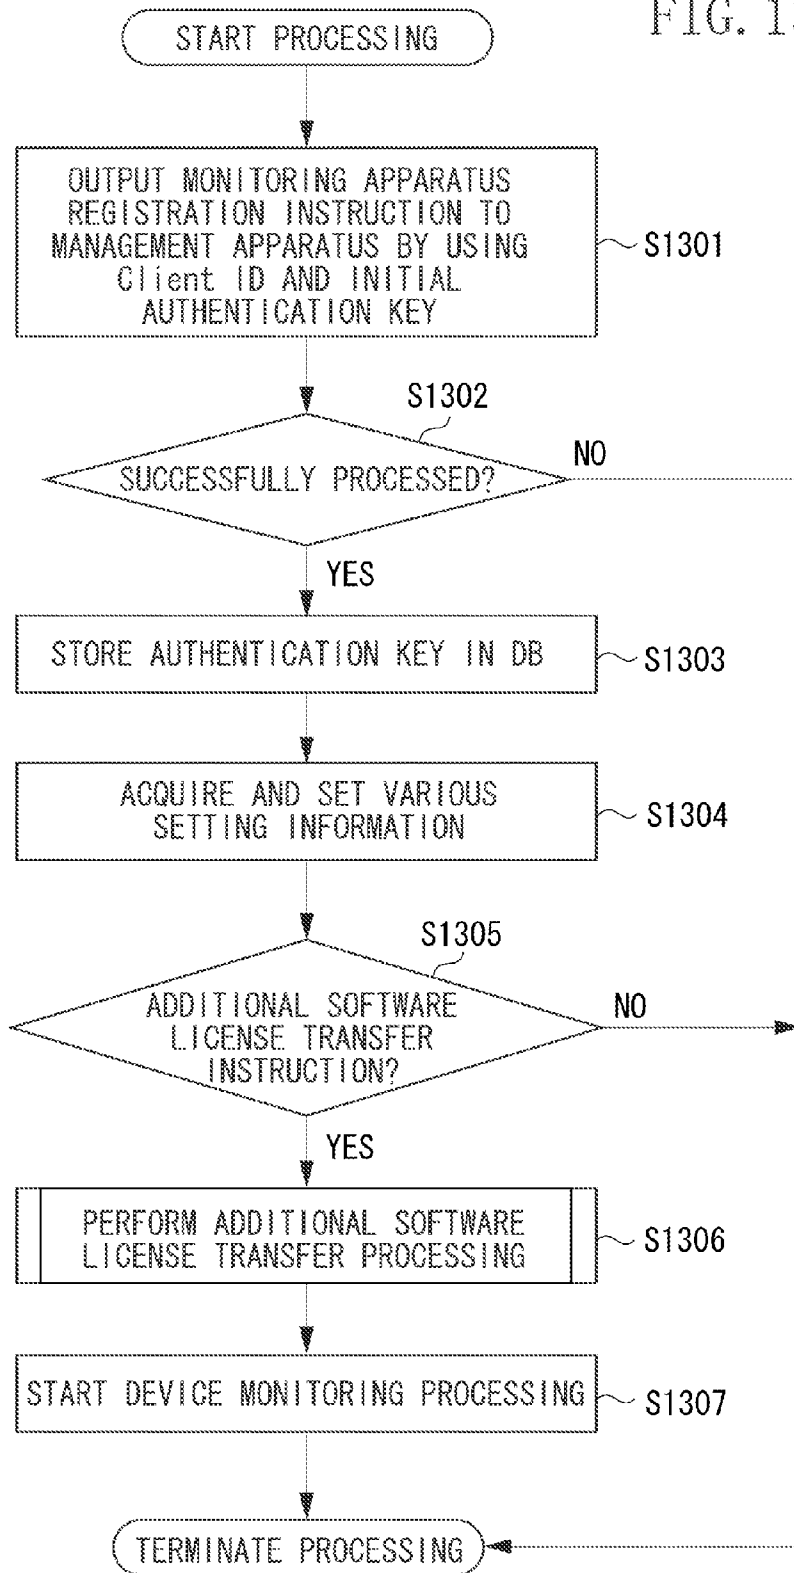 FIG. 13
START PROCESSING
OUTPUT MONITORING APPARATUS
REGISTRATION INSTRUCTION TO
MANAGEMENT APPARATUS BY USING
Client ID AND INITIAL
AUTHENTICATION KEY
S1301
S1302
SUCCESSFULLY PROCESSED?
NO
YES
STORE AUTHENTICATION KEY IN DB
S1303
ACQUIRE AND SET VARIOUS
SETTING INFORMATION
S1304
S1305
ADDITIONAL SOFTWARE
LICENSE TRANSFER
INSTRUCTION?
NO
YES
PERFORM ADDITIONAL SOFTWARE
LICENSE TRANSFER PROCESSING
S1306
START DEVICE MONITORING PROCESSING
S1307
TERMINATE PROCESSING